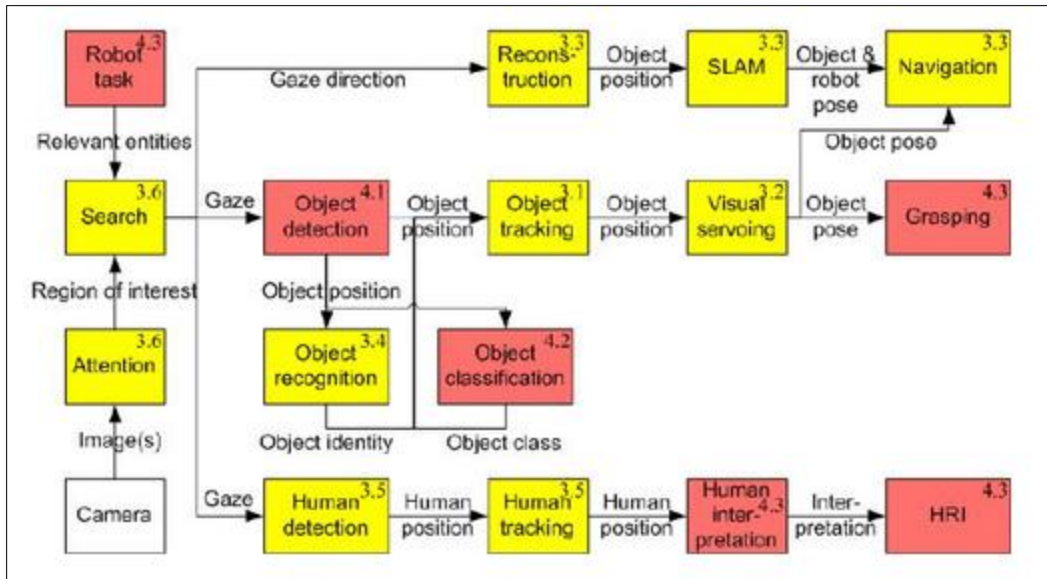 4.3
Robot
task
Relevant entities
3.6
Search
Region of interest
3.6
Attention
Image(s)
Camera
Gaze direction
3.3
Recons-
truction
Object
position
3.3
SLAM
Object &
robot
pose
3.3
Navigation
Object pose
Gaze
4.1
Object
detection
Object
position
3.1
Object
tracking
Object
position
3.2
Visual
servoing
Object
pose
4.3
Grasping
Object position
3.4
Object
recognition
4.2
Object
classification
Object identity
Object class
Gaze
3.5
Human
detection
Human
position
3.5
Human
tracking
Human
position
Human
4.3
inter-
pretation
Inter-
pretation
4.3
HRI